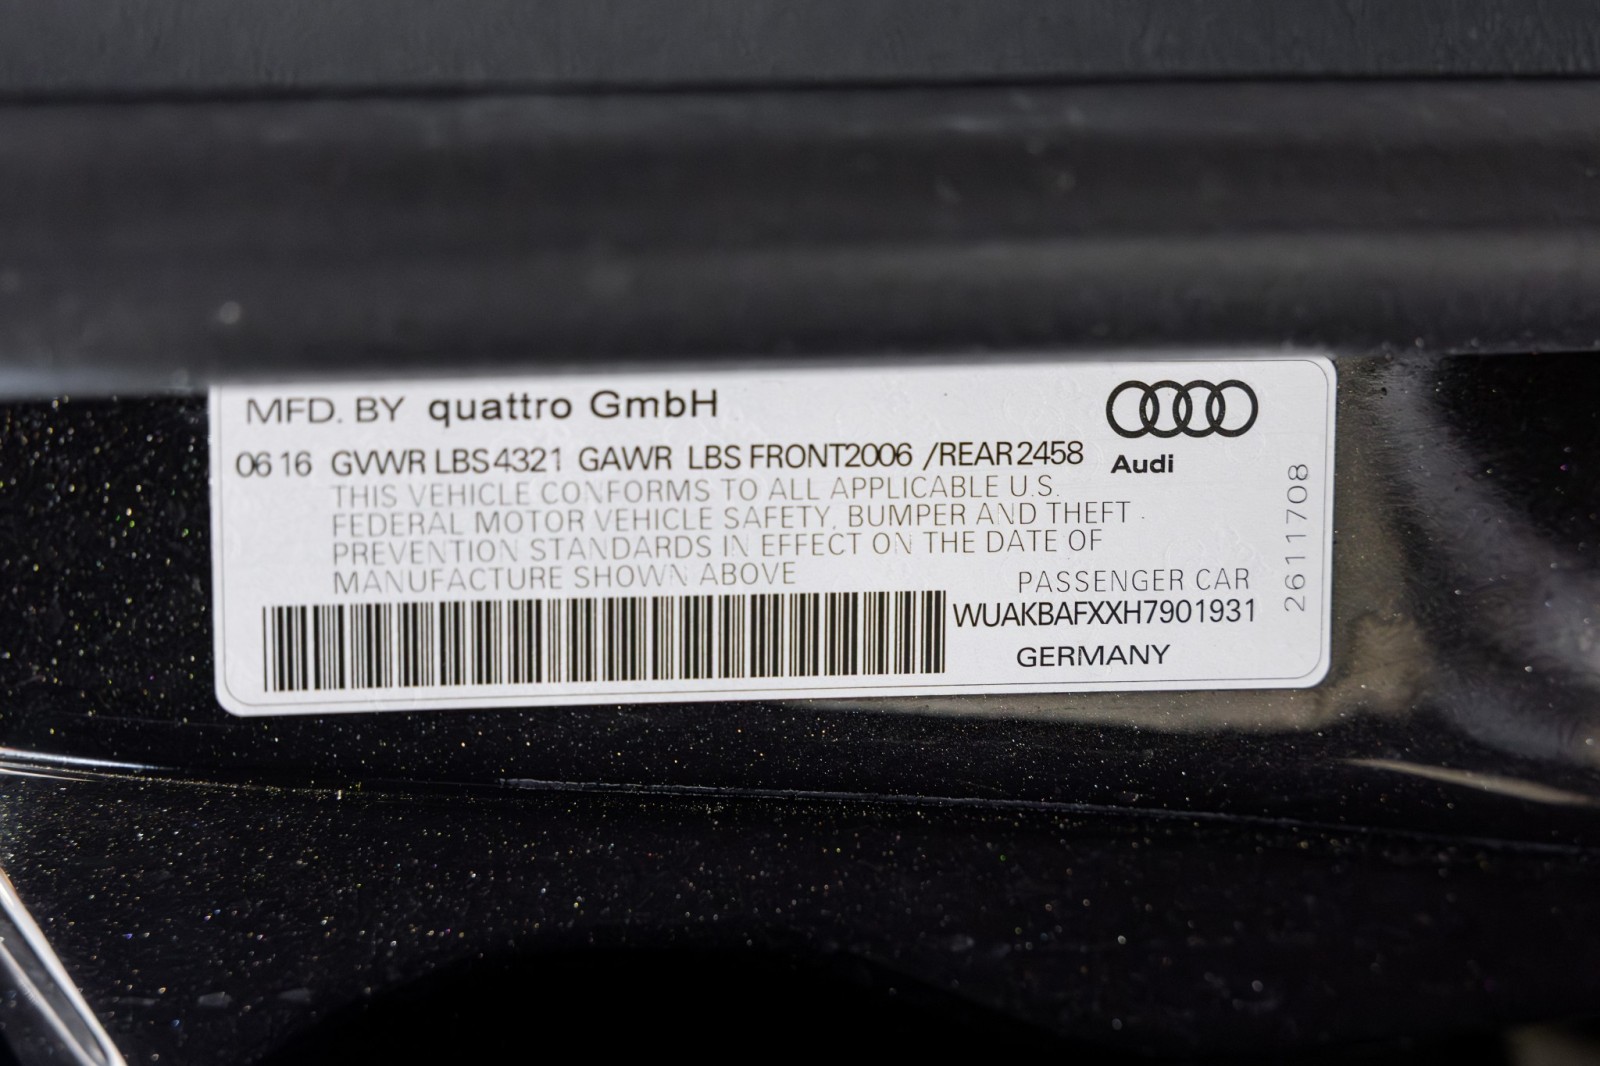 MFD. BY quattro GmbH
06 16 GVWR LBS 4321 GAWR LBS FRONT2006 /REAR 2458
Audi
THIS VEHICLE CONFORMS TO ALL APPLICABLE U.S.
FEDERAL MOTOR VEHICLE SAFETY, BUMPER AND THEFT
PREVENTION STANDARDS IN EFFECT ON THE DATE OF
MANUFACTURE SHOWN ABOVE
PASSENGER CAR
WUAKBAFXXH7901931
GERMANY
2611708